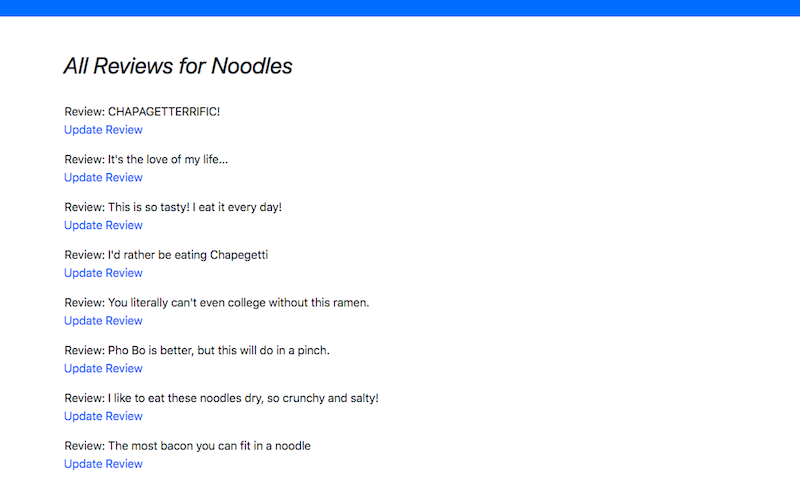 All Reviews for Noodles
Review: CHAPAGETTERRIFIC!
Update Review
Review: It's the love of my life...
Update Review
Review: This is so tasty! I eat it every day!
Update Review
Review: I'd rather be eating Chapegetti
Update Review
Review: You literally can't even college without this ramen.
Update Review
Review: Pho Bo is better, but this will do in a pinch.
Update Review
Review: I like to eat these noodles dry, so crunchy and salty!
Update Review
Review: The most bacon you can fit in a noodle
Update Review